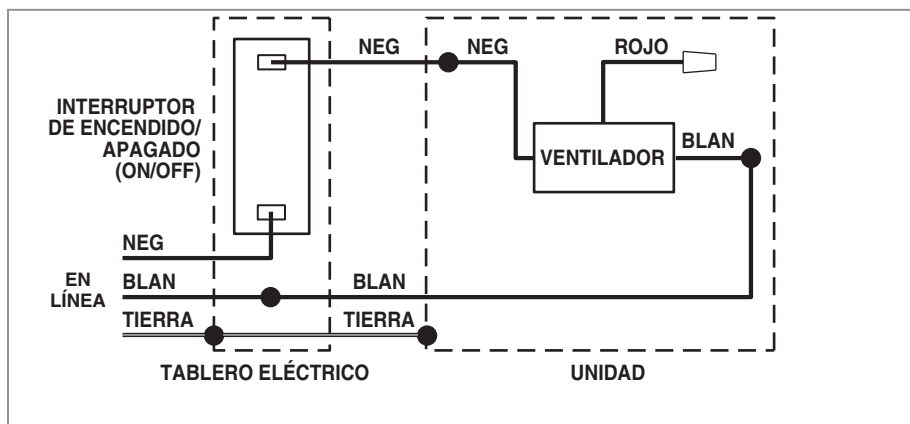 NEG
NEG
ROJO
INTERRUPTOR
DE ENCENDIDO/
APAGADO
(ON/OFF)
VENTILADOR
BLAN
NEG
EN
LÍNEA
BLAN
BLAN
TIERRA
TIERRA
TABLERO ELÉCTRICO
UNIDAD